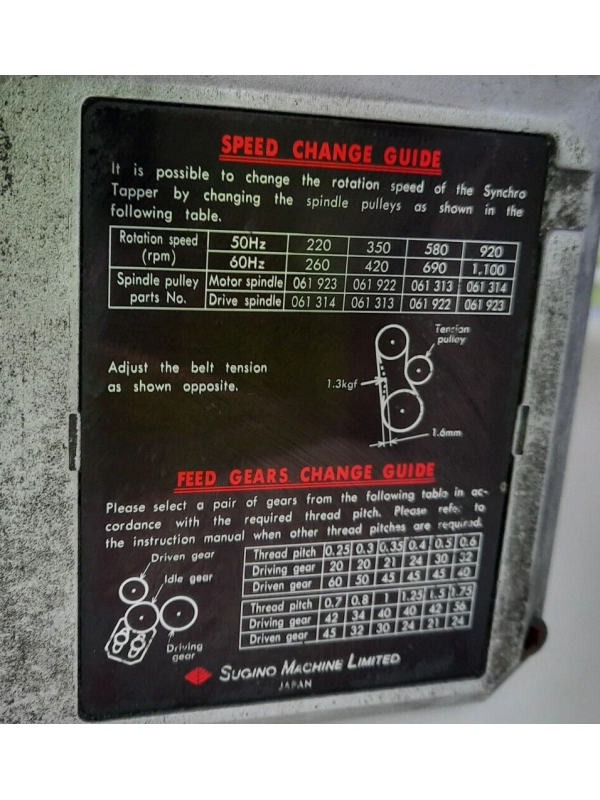 SPEED CHANGE GUIDE
It is possible to change the rotation speed of the Synchro
Tapper by changing the spindle pulleys as shown in the
following table.
Rotation speed (rpm) 50Hz 220 350 580 920
60Hz 260 420 690 1,100
Spindle pulley parts No. Motor spindle 061 923 061 922 061 313 061 314
Drive spindle 061 314 061 313 061 922 061 923
Adjust the belt tension
as shown opposite.
Tension
pulley
1.3kgf
1.6mm
FEED GEARS CHANGE GUIDE
Please select a pair of gears from the following table in ac-
cordance with the required thread pitch. Please refer to
the instruction manual when other thread pitches are required.
Driven gear
Idle gear
Driving
gear
Thread pitch 0.25 0.3 0.35 0.4 0.5 0.6
Driving gear 20 20 21 24 30 32
Driven gear 60 50 45 45 45 40
Thread pitch 0.7 0.8 1 1.25 1.5 1.75
Driving gear 42 34 40 40 42 56
Driven gear 45 32 30 24 21 24
SUGINO MACHINE LIMITED
JAPAN